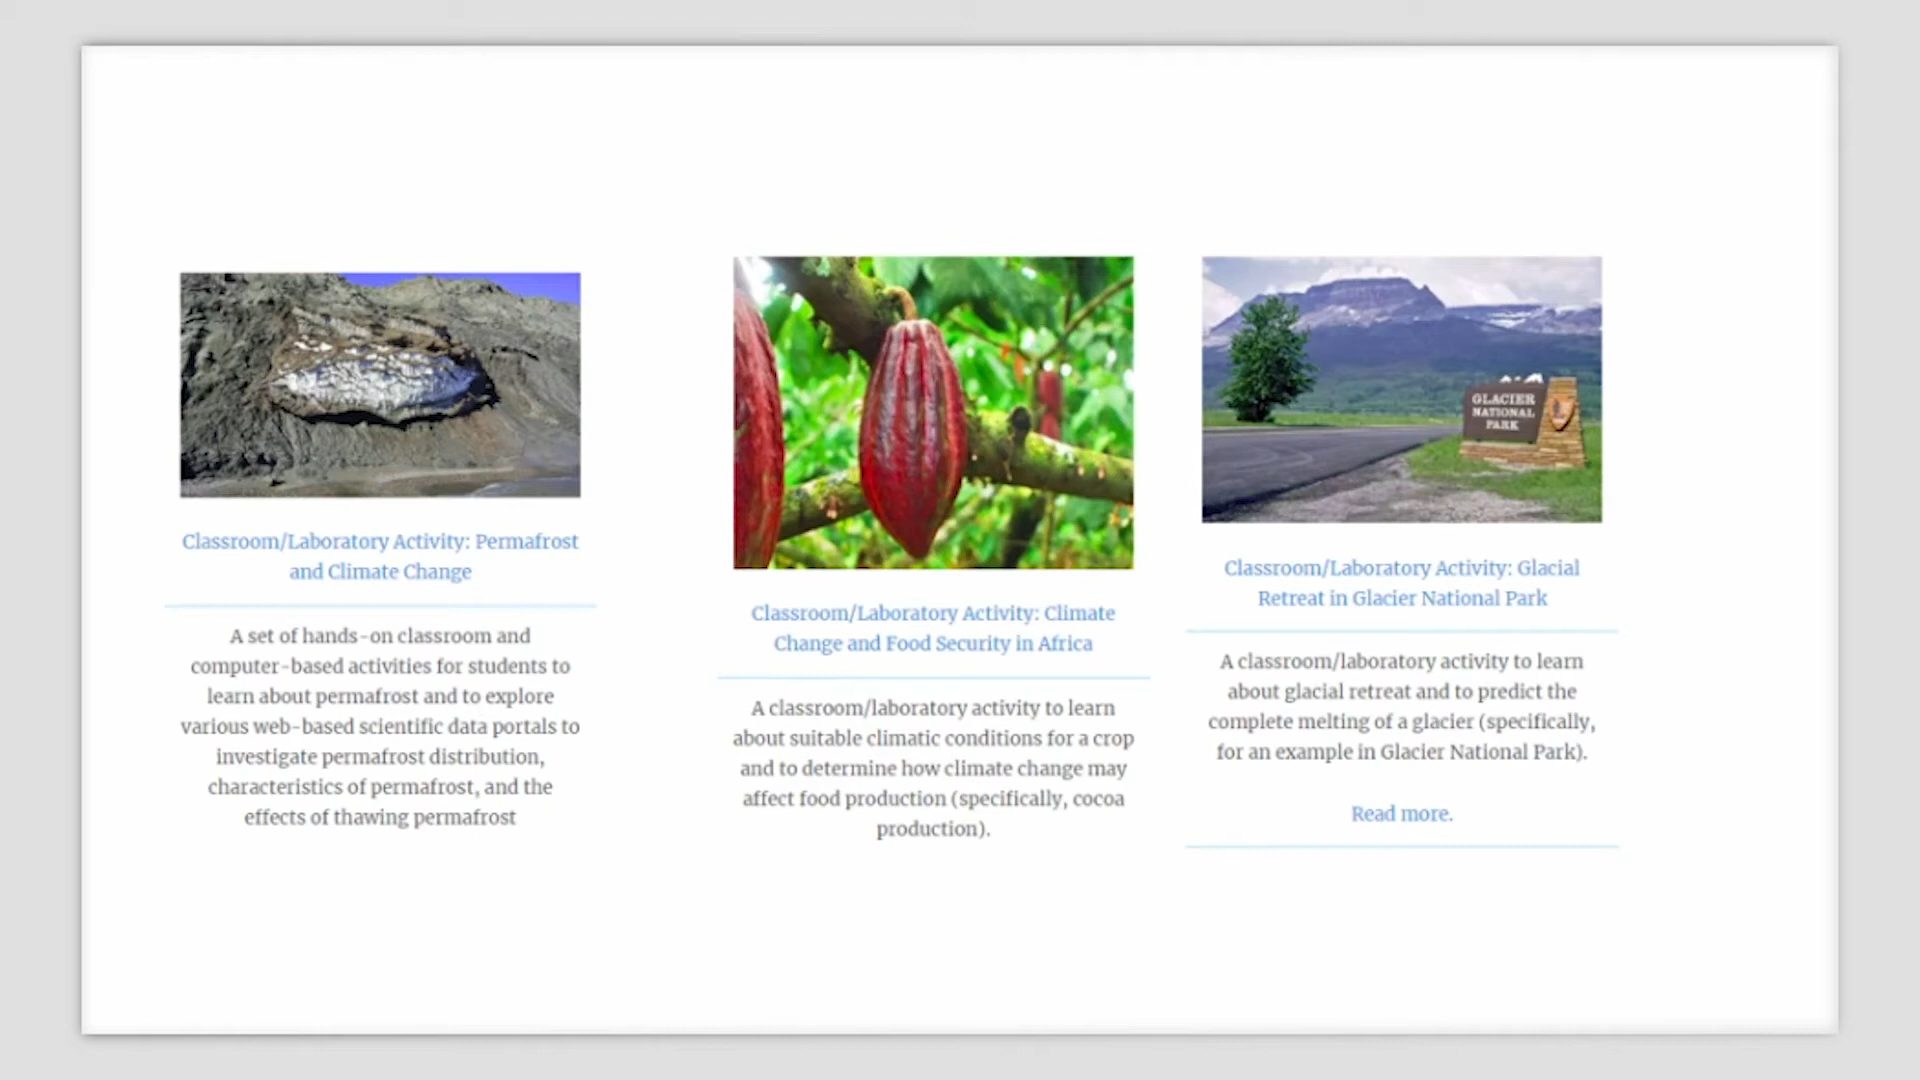 Classroom/Laboratory Activity: Permafrost
and Climate Change
A set of hands-on classroom and
computer-based activities for students to
learn about permafrost and to explore
various web-based scientific data portals to
investigate permafrost distribution,
characteristics of permafrost, and the
effects of thawing permafrost
Classroom/Laboratory Activity: Climate
Change and Food Security in Africa
A classroom/laboratory activity to learn
about suitable climatic conditions for a crop
and to determine how climate change may
affect food production (specifically, cocoa
production).
GLACIER
NATIONAL
PARK
Classroom/Laboratory Activity: Glacial
Retreat in Glacier National Park
A classroom/laboratory activity to learn
about glacial retreat and to predict the
complete melting of a glacier (specifically,
for an example in Glacier National Park).
Read more.